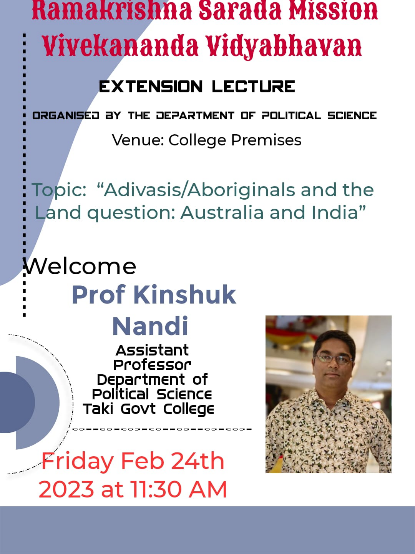 Ramakrishna Sarada Mission
Vivekananda Vidyabhavan
EXTENSION LECTURE
ORGANISED BY THE DEPARTMENT OF POLITICAL SCIENCE
Venue: College Premises
Topic: “Adivasis/Aboriginals and the
Land question: Australia and India”
Welcome
Prof Kinshuk
Nandi
Assistant
Professor
Department of
Political Science
Taki Govt College
Friday Feb 24th
2023 at 11:30 AM